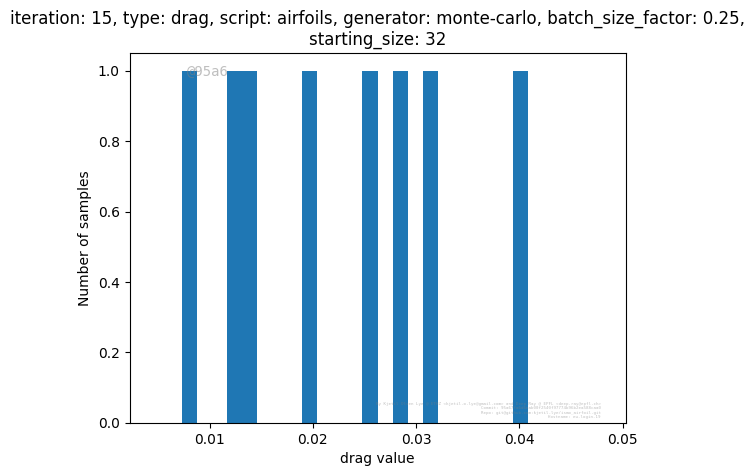 iteration: 15, type: drag, script: airfoils, generator: monte-carlo, batch_size_factor: 0.25,
starting_size: 32
@95a6
1.0
0.8
0.6
0.4
0.2
0.0
Number of samples
0.01
0.02
0.03
0.04
0.05
drag value